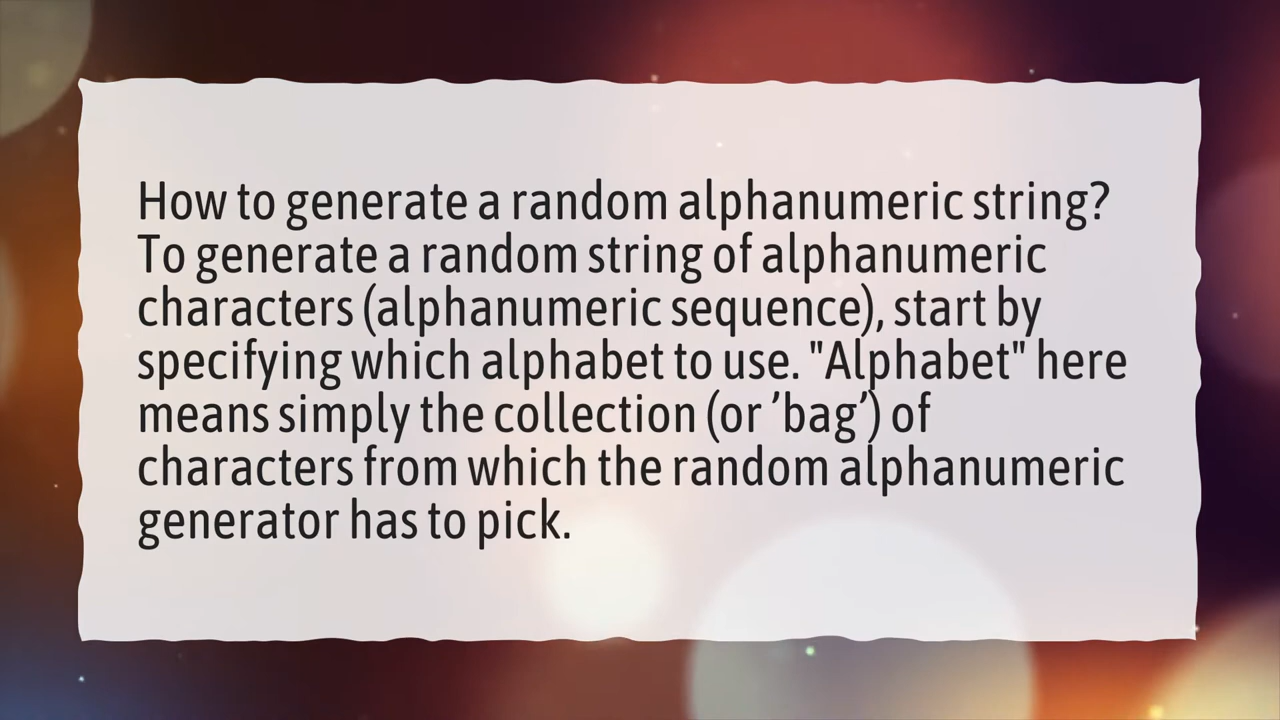 How to generate a random alphanumeric string?
To generate a random string of alphanumeric
characters (alphanumeric sequence), start by
specifying which alphabet to use. "Alphabet" here
means simply the collection (or ’bag’) of
characters from which the random alphanumeric
generator has to pick.